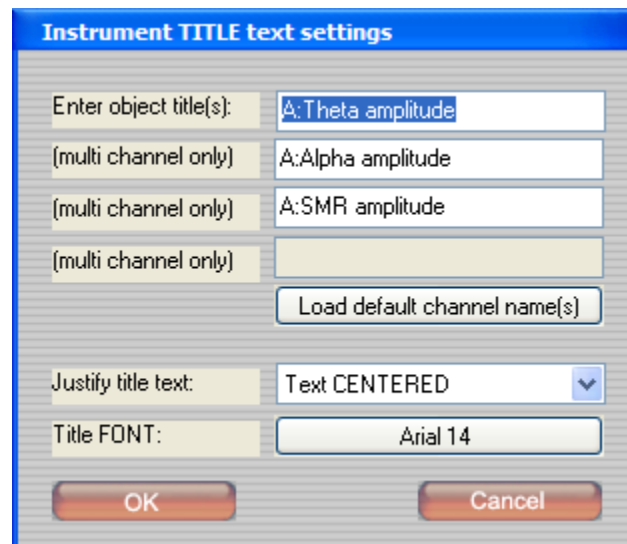 Instrument TITLE text settings
Enter object title(s): A:Theta amplitude
(multi channel only) A:Alpha amplitude
(multi channel only) A:SMR amplitude
(multi channel only)
Load default channel name(s)
Justify title text: Text CENTERED
Title FONT: Arial 14
OK Cancel